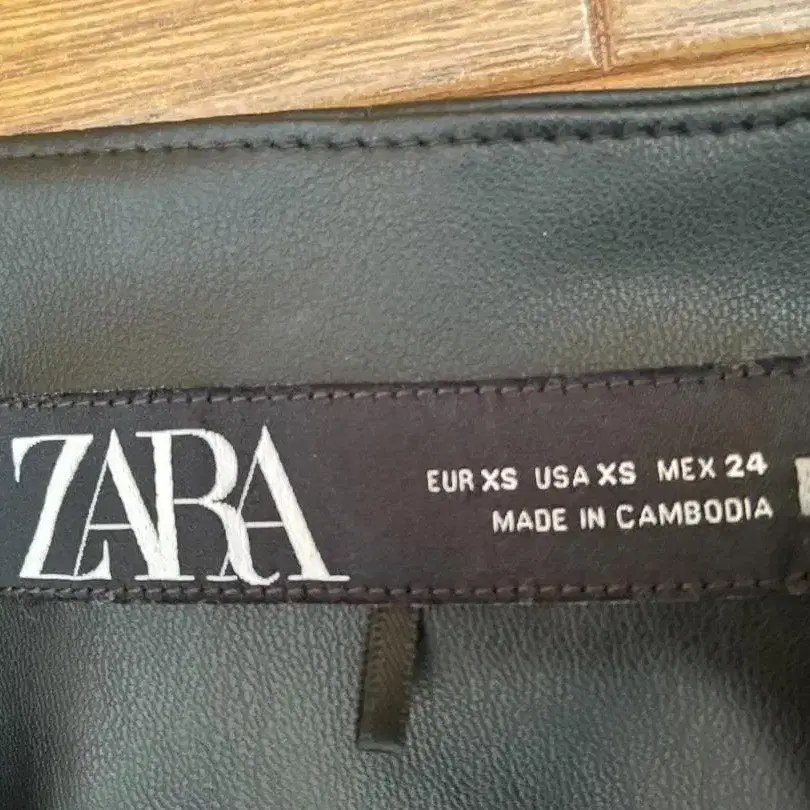 ZARA
EUR XS USA XS MEX 24
MADE IN CAMBODIA